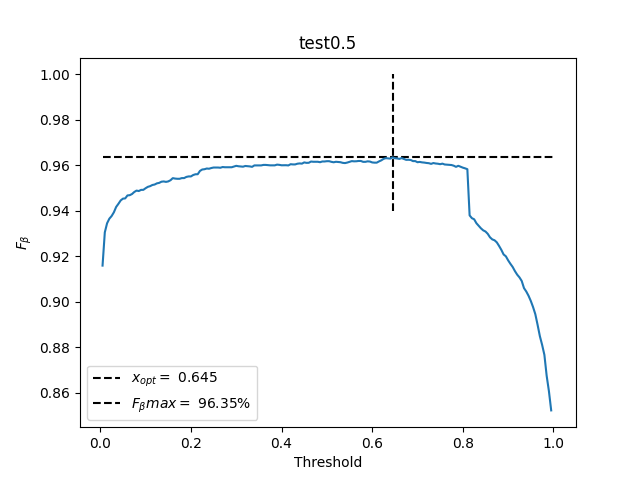 test0.5
1.00
0.98
0.96
0.94
0.92
0.90
0.88
0.86
F_β
x_opt = 0.645
F_β max = 96.35%
0.0 0.2 0.4 0.6 0.8 1.0
Threshold